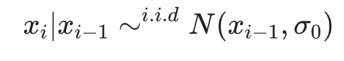 x_i|x_{i-1} ∼^{i.i.d} N(x_{i-1}, σ_0)